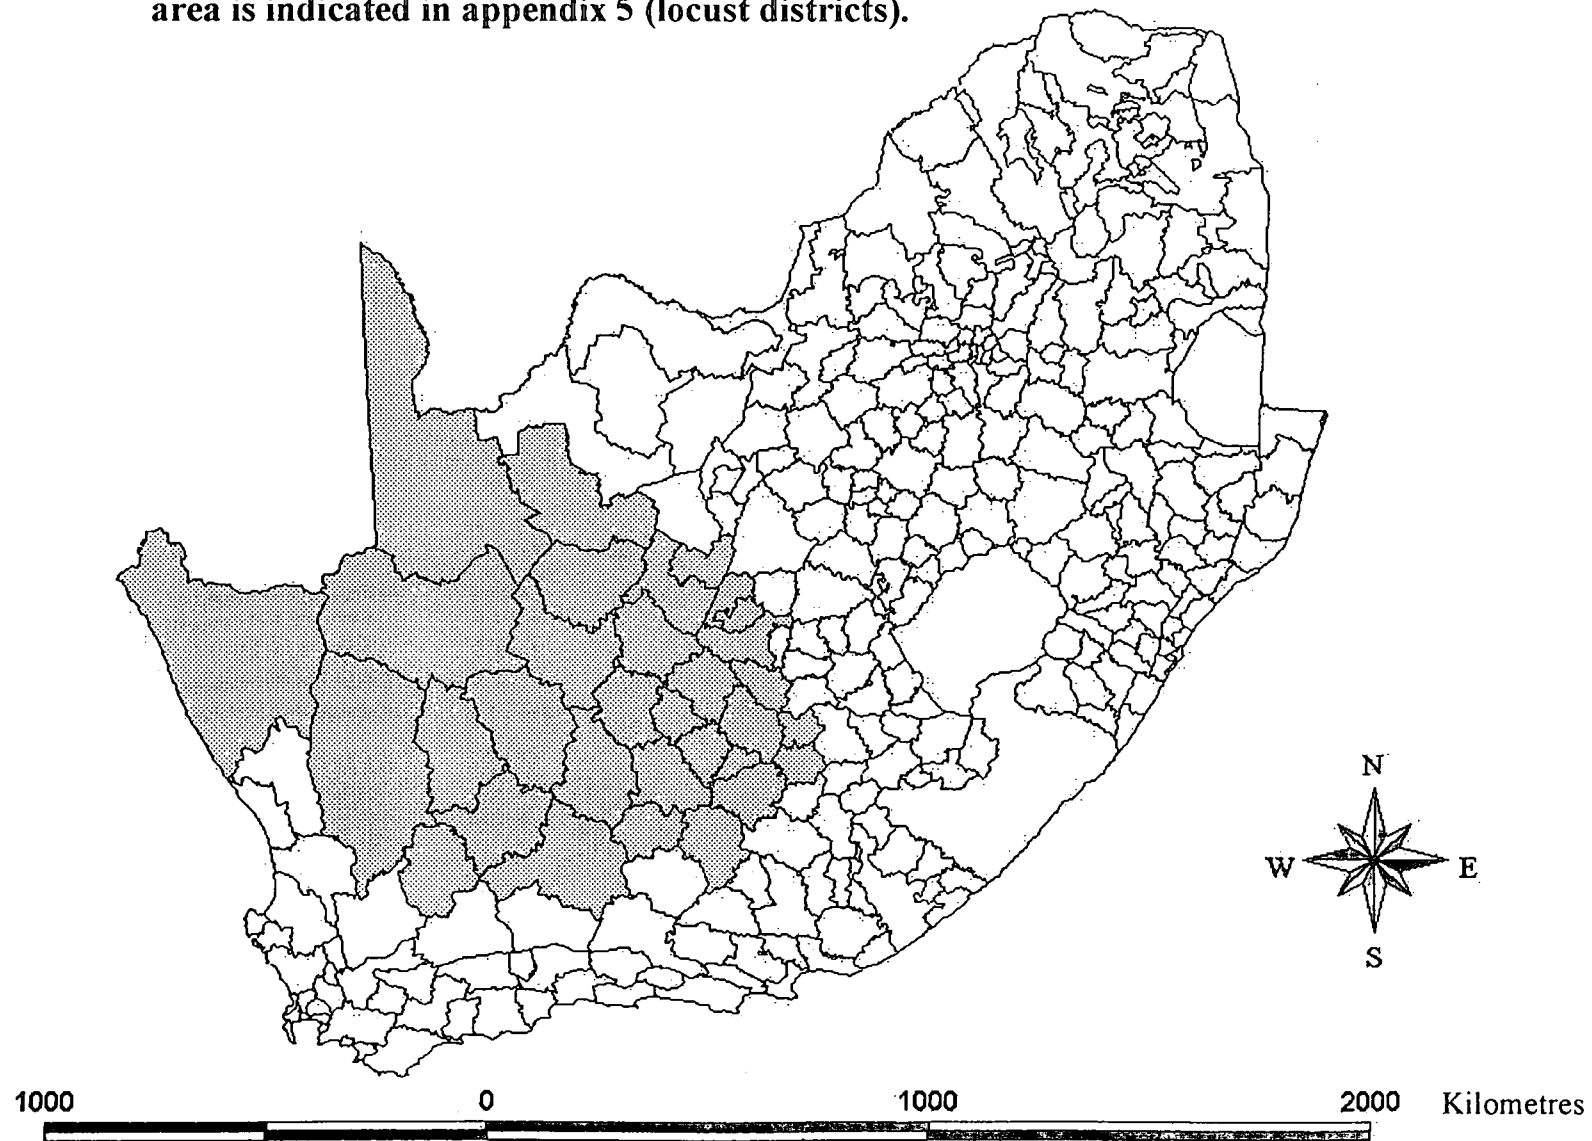 area is indicated in appendix 5 (locust districts).
N
W E
S
1000 0 1000 2000 Kilometres